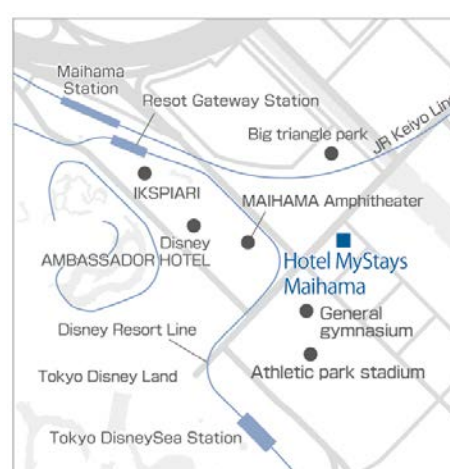 Maihama
Station
Resot Gateway Station
Big triangle park
JR Keiyo Line
IKSPIARI
MAIHAMA Amphitheater
Disney
AMBASSADOR HOTEL
Hotel MyStays
Maihama
General
gymnasium
Disney Resort Line
Athletic park stadium
Tokyo Disney Land
Tokyo DisneySea Station